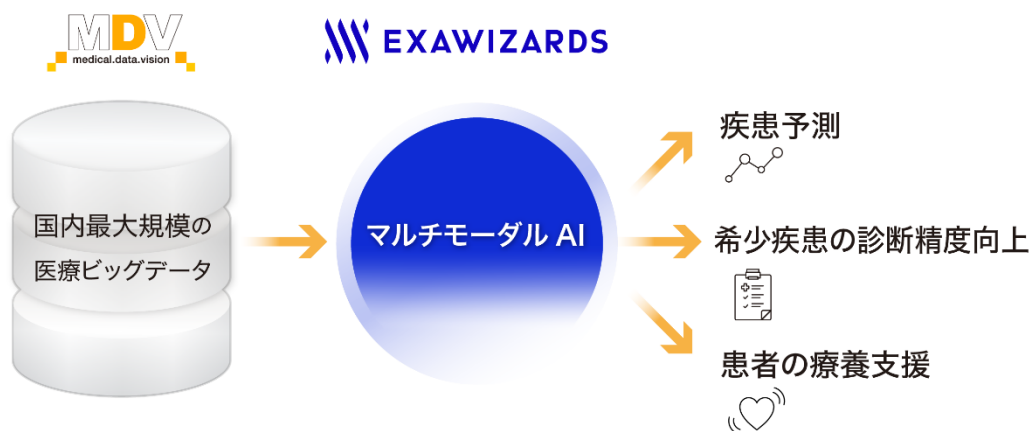 MDV
medical.data.vision
EXAWIZARDS
国内最大規模の
医療ビッグデータ
マルチモーダル AI
疾患予測
希少疾患の診断精度向上
患者の療養支援